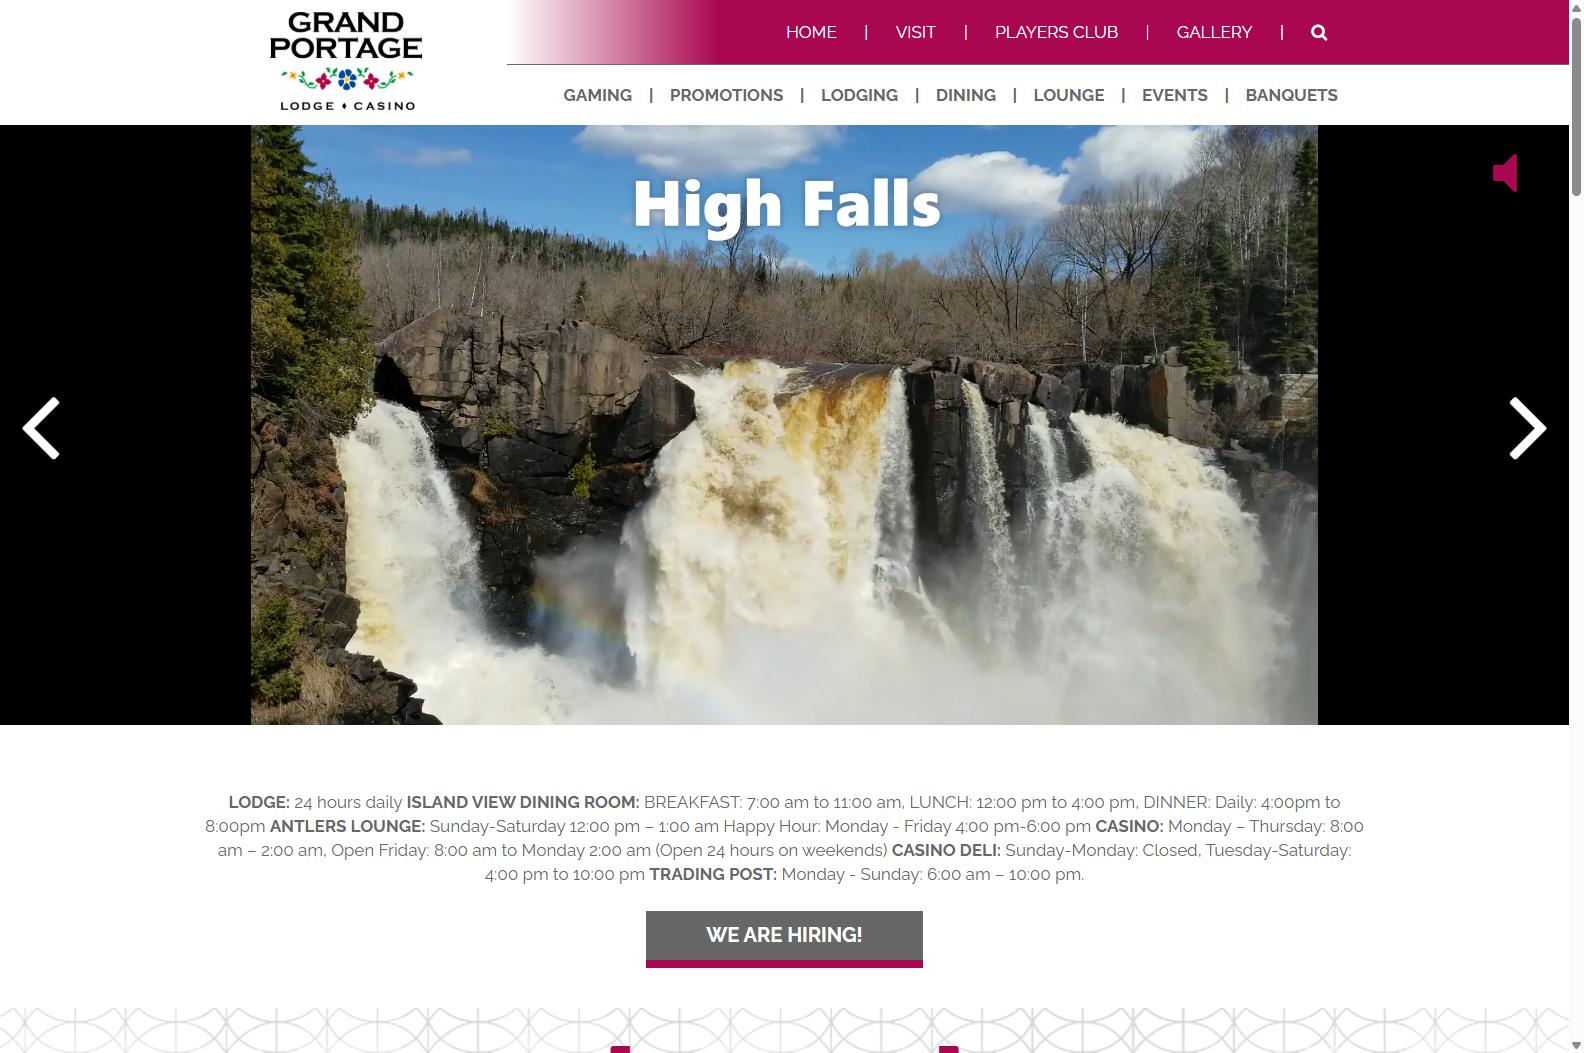 GRAND
PORTAGE
LODGE ♦ CASINO
HOME | VISIT | PLAYERS CLUB | GALLERY |
GAMING | PROMOTIONS | LODGING | DINING | LOUNGE | EVENTS | BANQUETS
High Falls
LODGE: 24 hours daily ISLAND VIEW DINING ROOM: BREAKFAST: 7:00 am to 11:00 am, LUNCH: 12:00 pm to 4:00 pm, DINNER: Daily: 4:00pm to
8:00pm ANTLERS LOUNGE: Sunday-Saturday 12:00 pm – 1:00 am Happy Hour: Monday - Friday 4:00 pm-6:00 pm CASINO: Monday – Thursday: 8:00
am – 2:00 am, Open Friday: 8:00 am to Monday 2:00 am (Open 24 hours on weekends) CASINO DELI: Sunday-Monday: Closed, Tuesday-Saturday:
4:00 pm to 10:00 pm TRADING POST: Monday - Sunday: 6:00 am – 10:00 pm.
WE ARE HIRING!